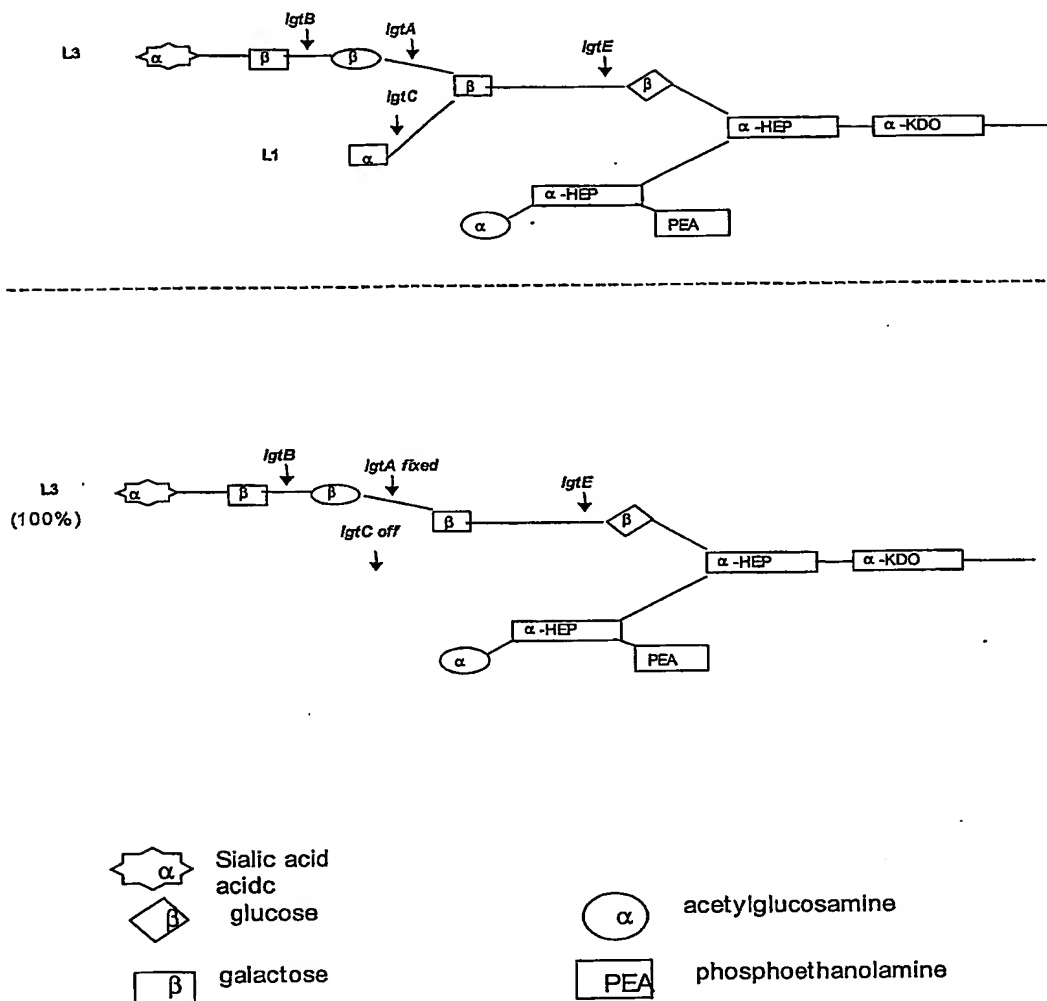 lgtB
lgtA
L3
α
β
β
lgtE
β
β
lgtC
α -HEP
α -KDO
L1
α
α -HEP
α
PEA
lgtB
lgtA fixed
L3
α
β
β
lgtE
(100%)
β
β
lgtC off
α -HEP
α -KDO
α -HEP
α
PEA
α Sialic acid
acidc
β glucose
α acetylglucosamine
β galactose
PEA phosphoethanolamine